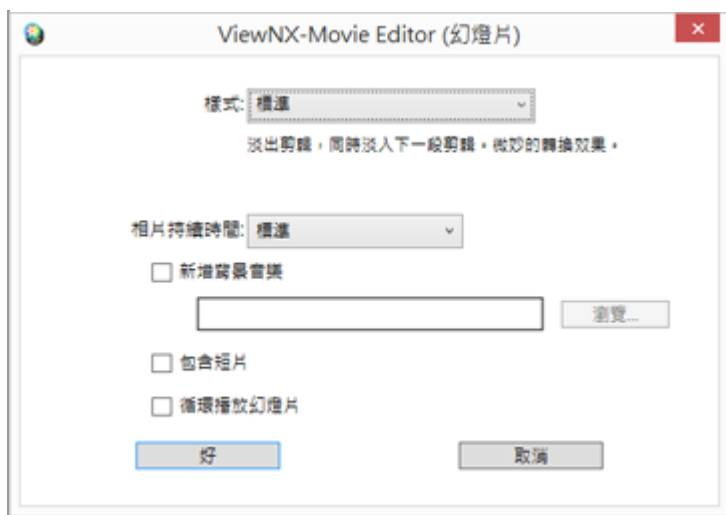 ViewNX-Movie Editor (幻燈片)
樣式: 標準
淡出剪輯，同時淡入下一段剪輯。微妙的轉換效果。
相片持續時間: 標準
新增背景音樂
瀏覽...
包含短片
循環播放幻燈片
好 取消